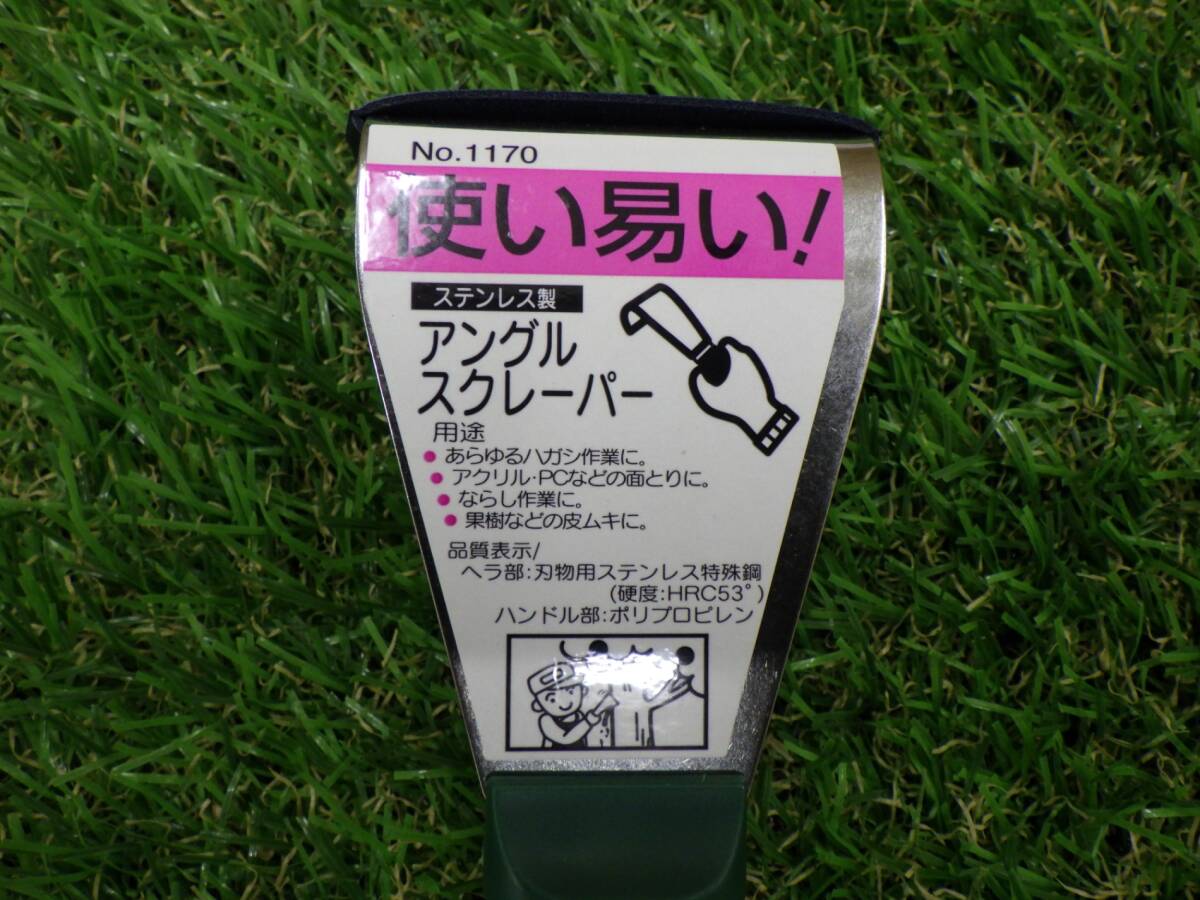 No.1170
使い易い!
ステンレス製
アングル
スクレーパー
用途
● あらゆるハガシ作業に。
● アクリル・PCなどの面とりに。
● ならし作業に。
● 果樹などの皮ムキに。
品質表示/
ヘラ部:刃物用ステンレス特殊鋼
(硬度:HRC53°)
ハンドル部:ポリプロピレン